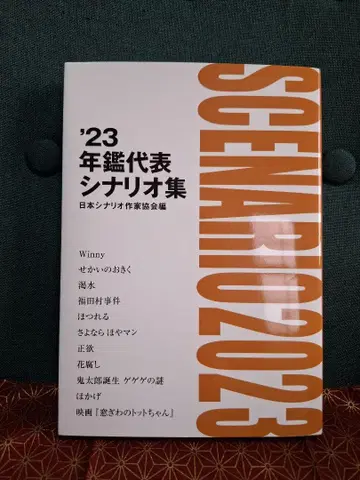 '23
年鑑代表
シナリオ集
日本シナリオ作家協会編
Winny
せかいのおきく
渇水
福田村事件
ほつれる
さよなら ほやマン
正欲
花腐し
鬼太郎誕生 ゲゲゲの謎
ほかげ
映画『窓ぎわのトットちゃん』
SCENARIO2023